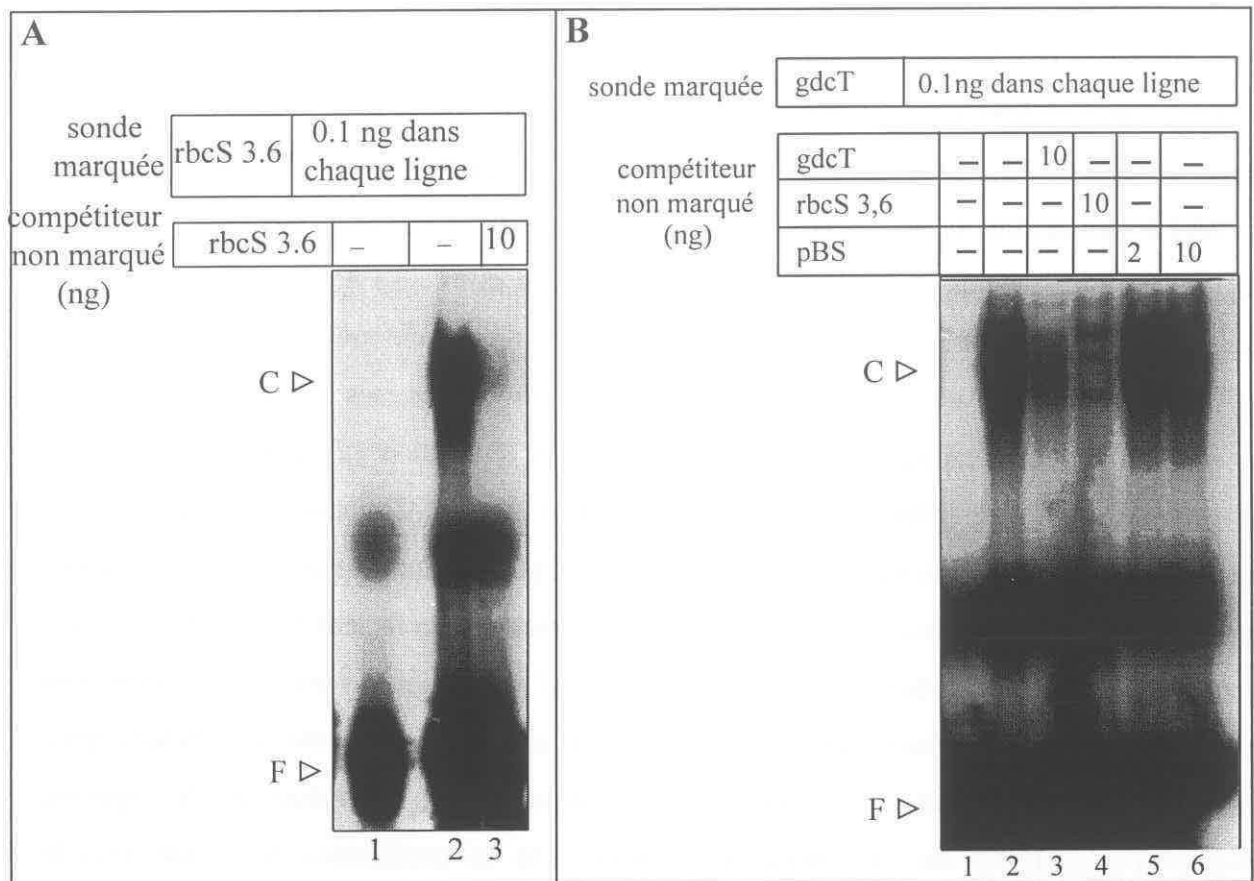 A
sonde
marquée
rbcS 3.6
0.1 ng dans
chaque ligne
compétiteur
non marqué
(ng)
rbcS 3.6 – – 10
C ▷
F ▷
1 2 3
B
sonde marquée
gdcT
0.1ng dans chaque ligne
compétiteur
non marqué
(ng)
gdcT – – 10 – – –
rbcS 3,6 – – – 10 – –
pBS – – – – 2 10
C ▷
F ▷
1 2 3 4 5 6